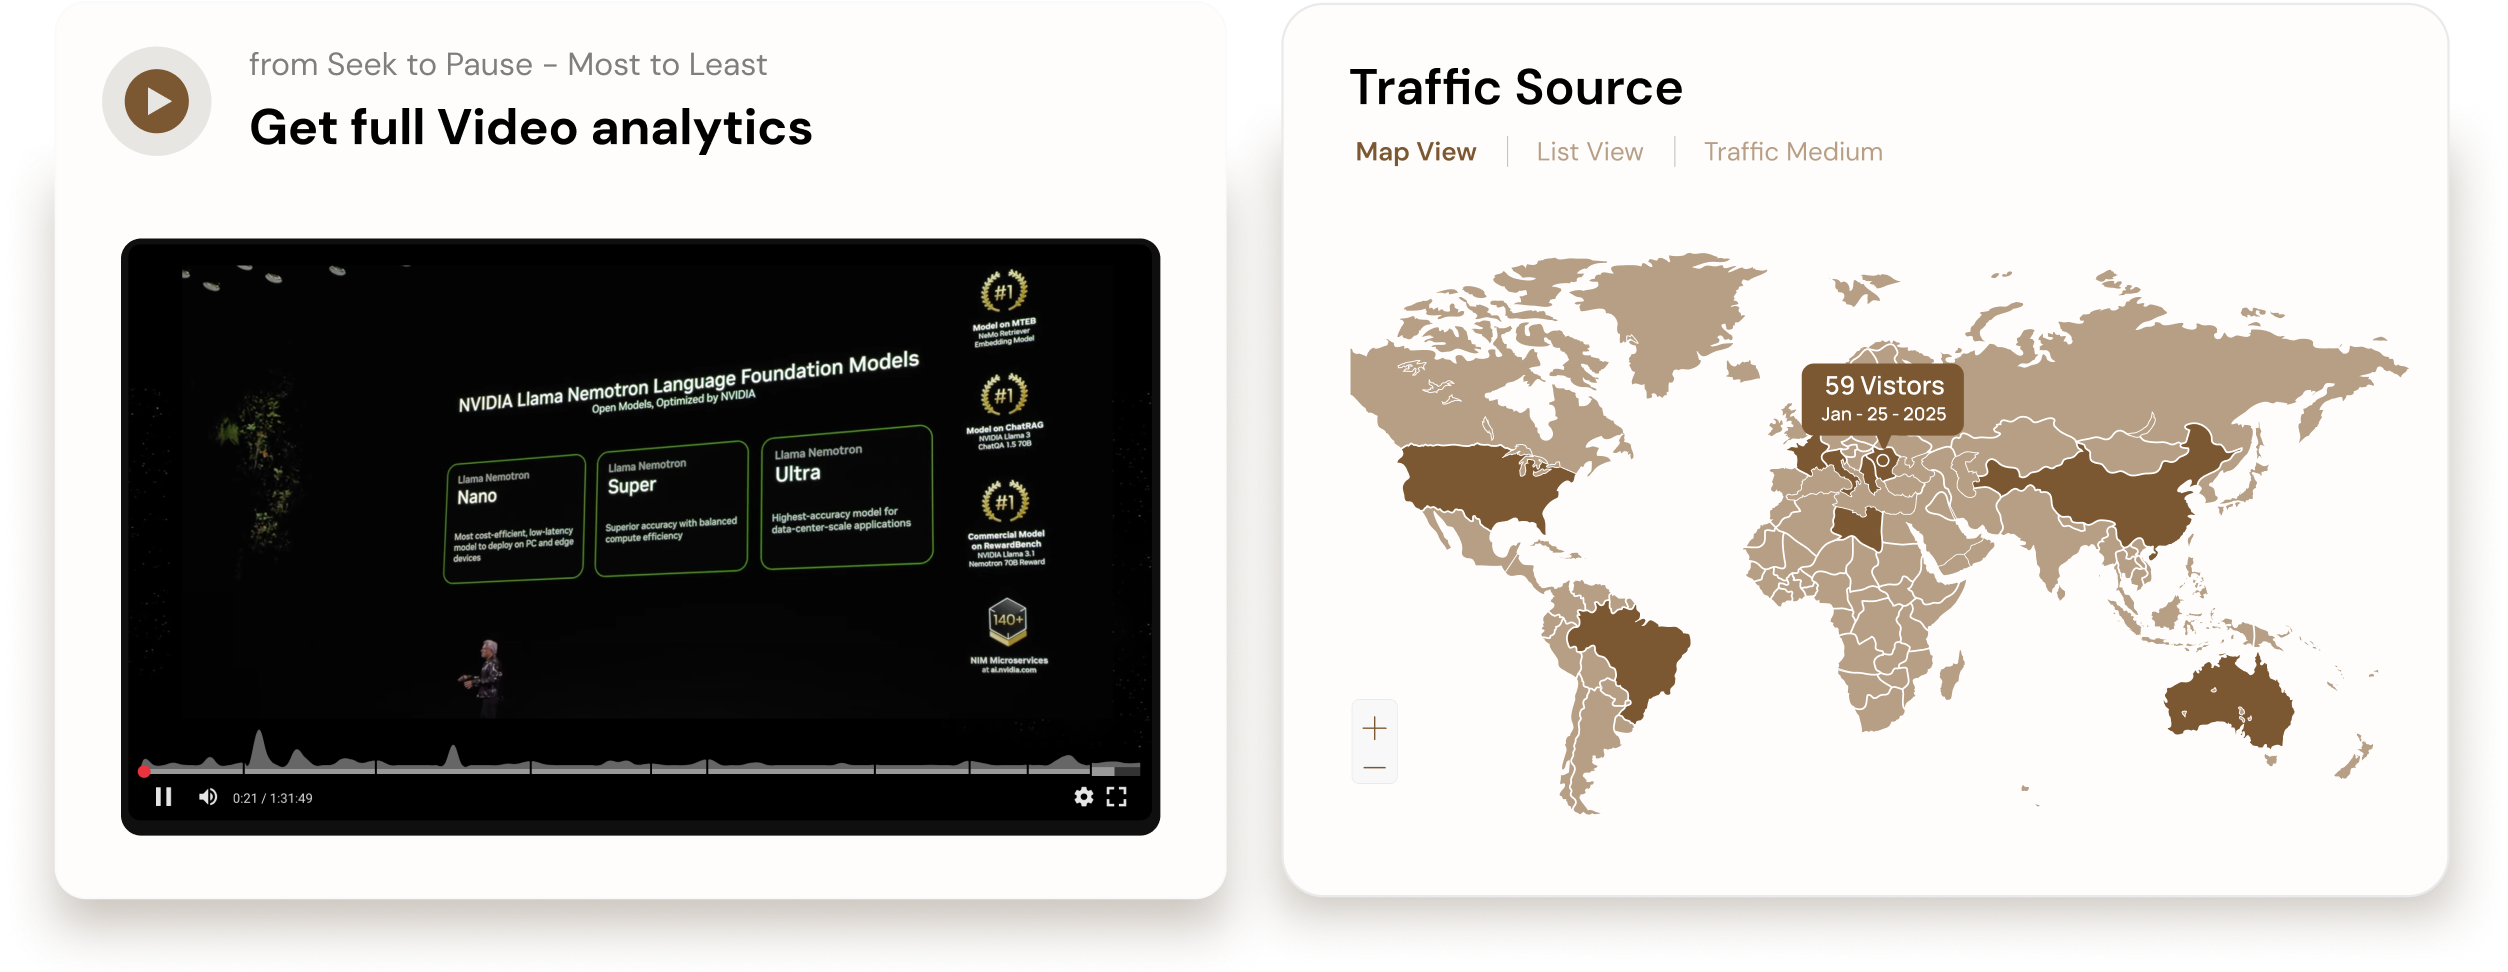 from Seek to Pause – Most to Least
Get full Video analytics
NVIDIA Llama Nemotron Language Foundation Models
Open Models, Optimized by NVIDIA
Llama Nemotron
Nano
Most cost-efficient, low-latency
model to deploy on PC and edge
devices
Llama Nemotron
Super
Superior accuracy with balanced
compute efficiency
Llama Nemotron
Ultra
Highest-accuracy model for
data-center-scale applications
#1
Model on MTEB
NeMo Retriever
Embedding Model
#1
Model on ChatRAG
NVIDIA Llama 3
ChatQA 1.5 70B
#1
Commercial Model
on RewardBench
NVIDIA Llama 3.1
Nemotron 70B Reward
140+
NIM Microservices
at ai.nvidia.com
0:21 / 1:31:49
Traffic Source
Map View
List View
Traffic Medium
59 Vistors
Jan - 25 - 2025